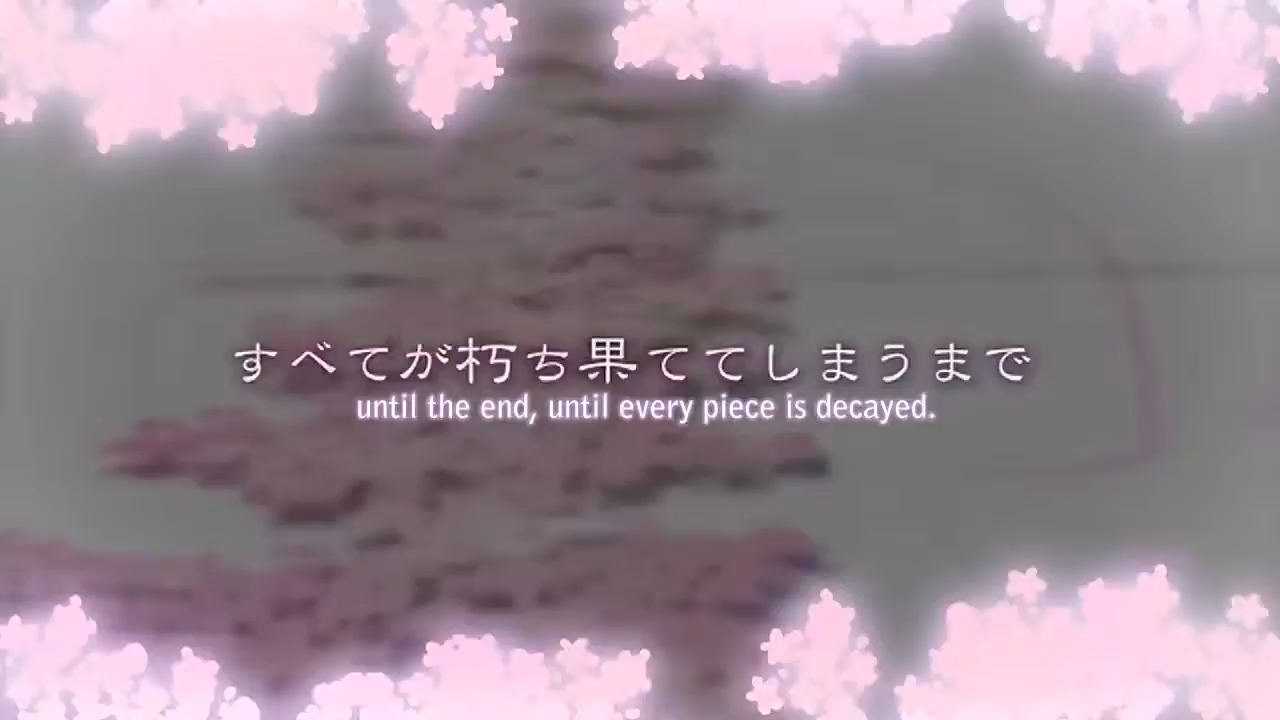 すべてが朽ち果ててしまうまで
until the end, until every piece is decayed.